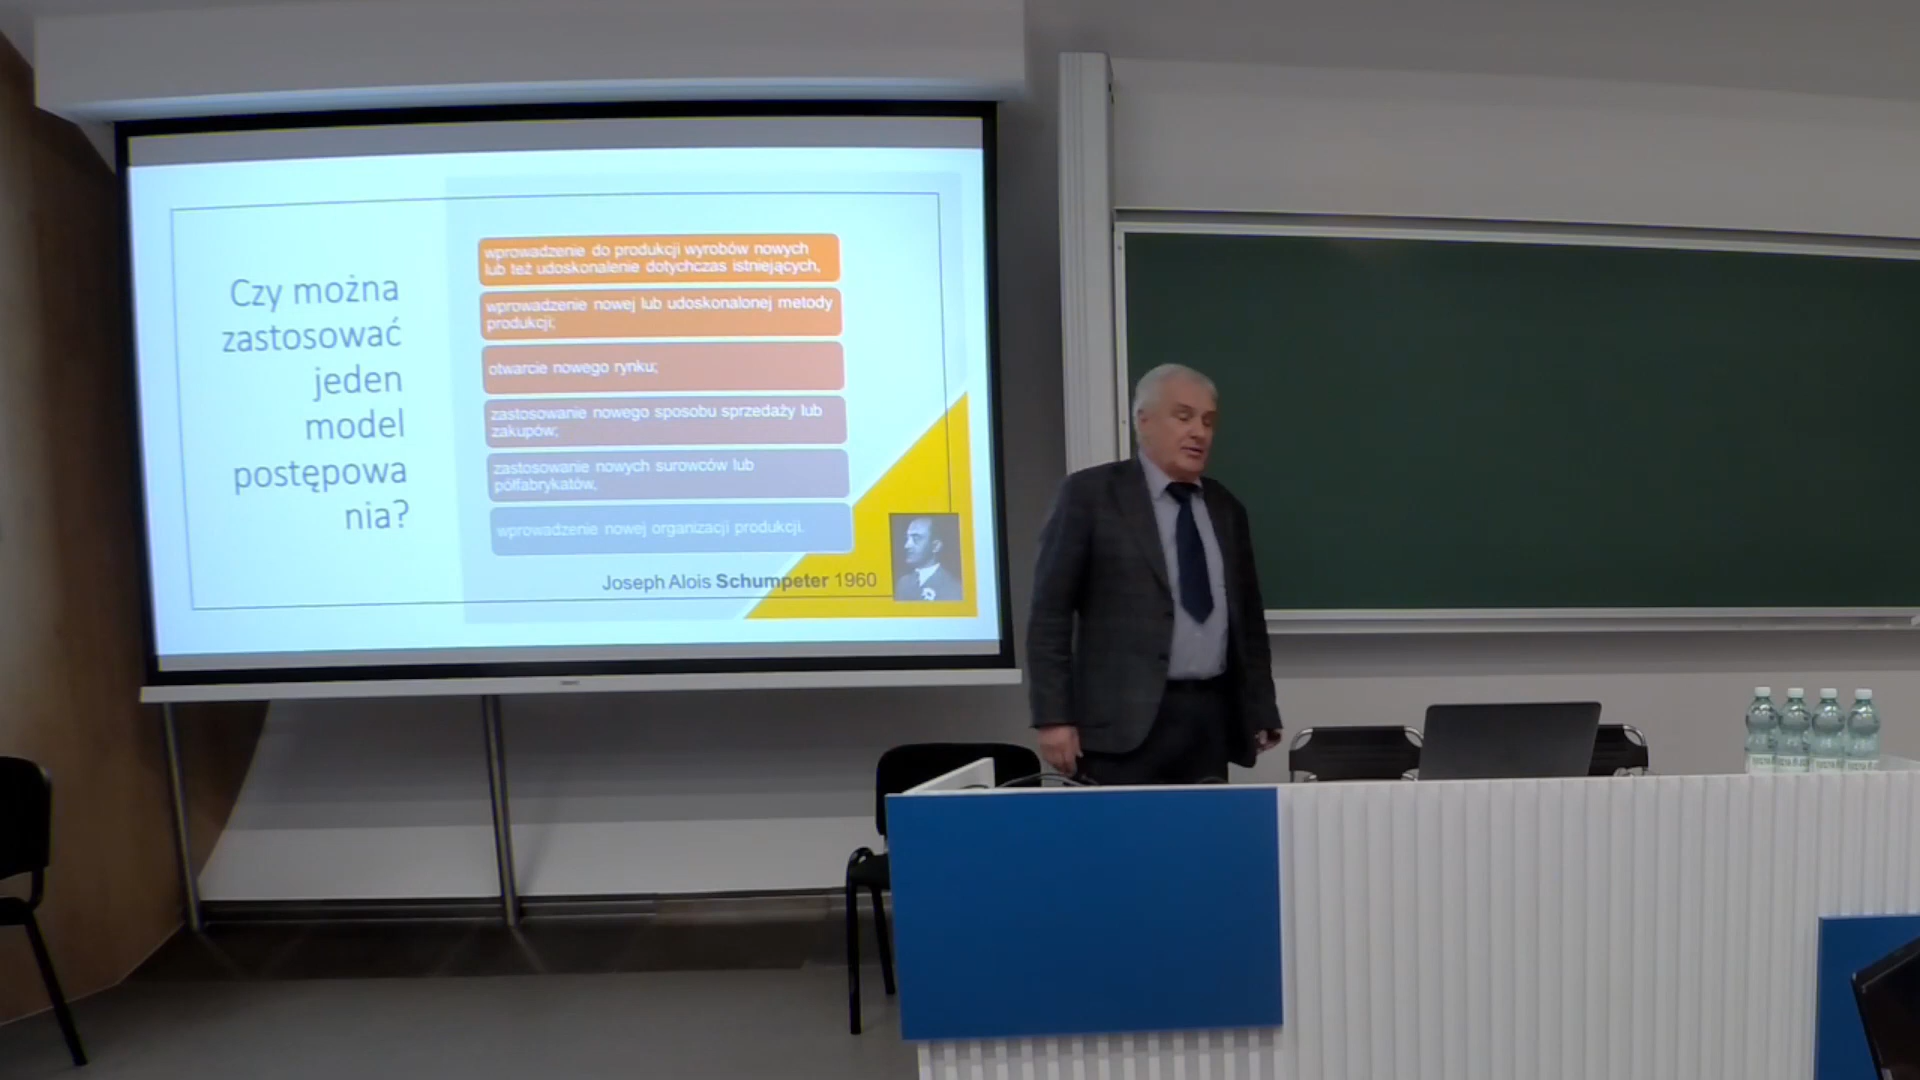 Czy można
zastosować
jeden
model
postępowa
nia?
wprowadzenie do produkcji wyrobów nowych
lub też udoskonalenie dotychczas istniejących,
wprowadzenie nowej lub udoskonalonej metody
produkcji;
otwarcie nowego rynku;
zastosowanie nowego sposobu sprzedaży lub
zakupów;
zastosowanie nowych surowców lub
półfabrykatów,
wprowadzenie nowej organizacji produkcji.
Joseph Alois Schumpeter 1960